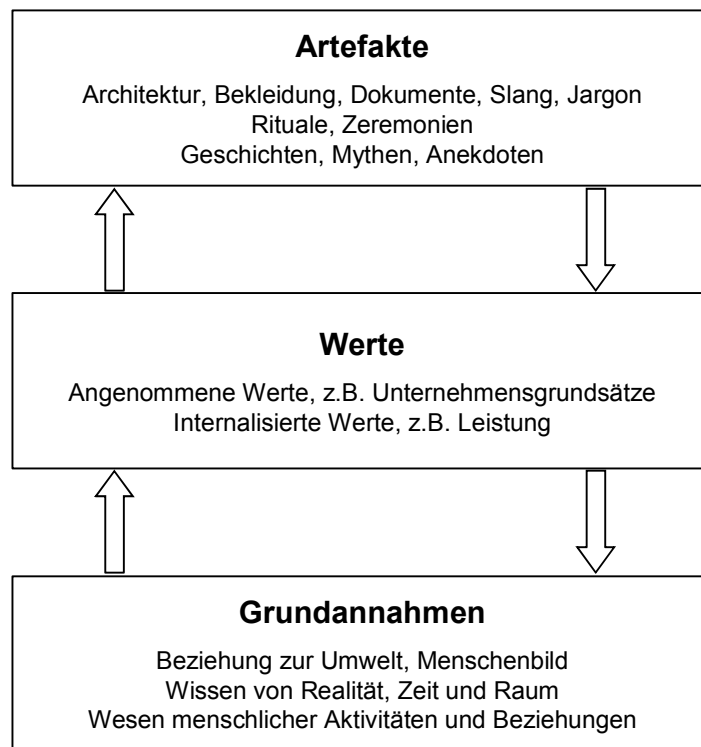 Artefakte
Architektur, Bekleidung, Dokumente, Slang, Jargon
Rituale, Zeremonien
Geschichten, Mythen, Anekdoten
Werte
Angenommene Werte, z.B. Unternehmensgrundsätze
Internalisierte Werte, z.B. Leistung
Grundannahmen
Beziehung zur Umwelt, Menschenbild
Wissen von Realität, Zeit und Raum
Wesen menschlicher Aktivitäten und Beziehungen